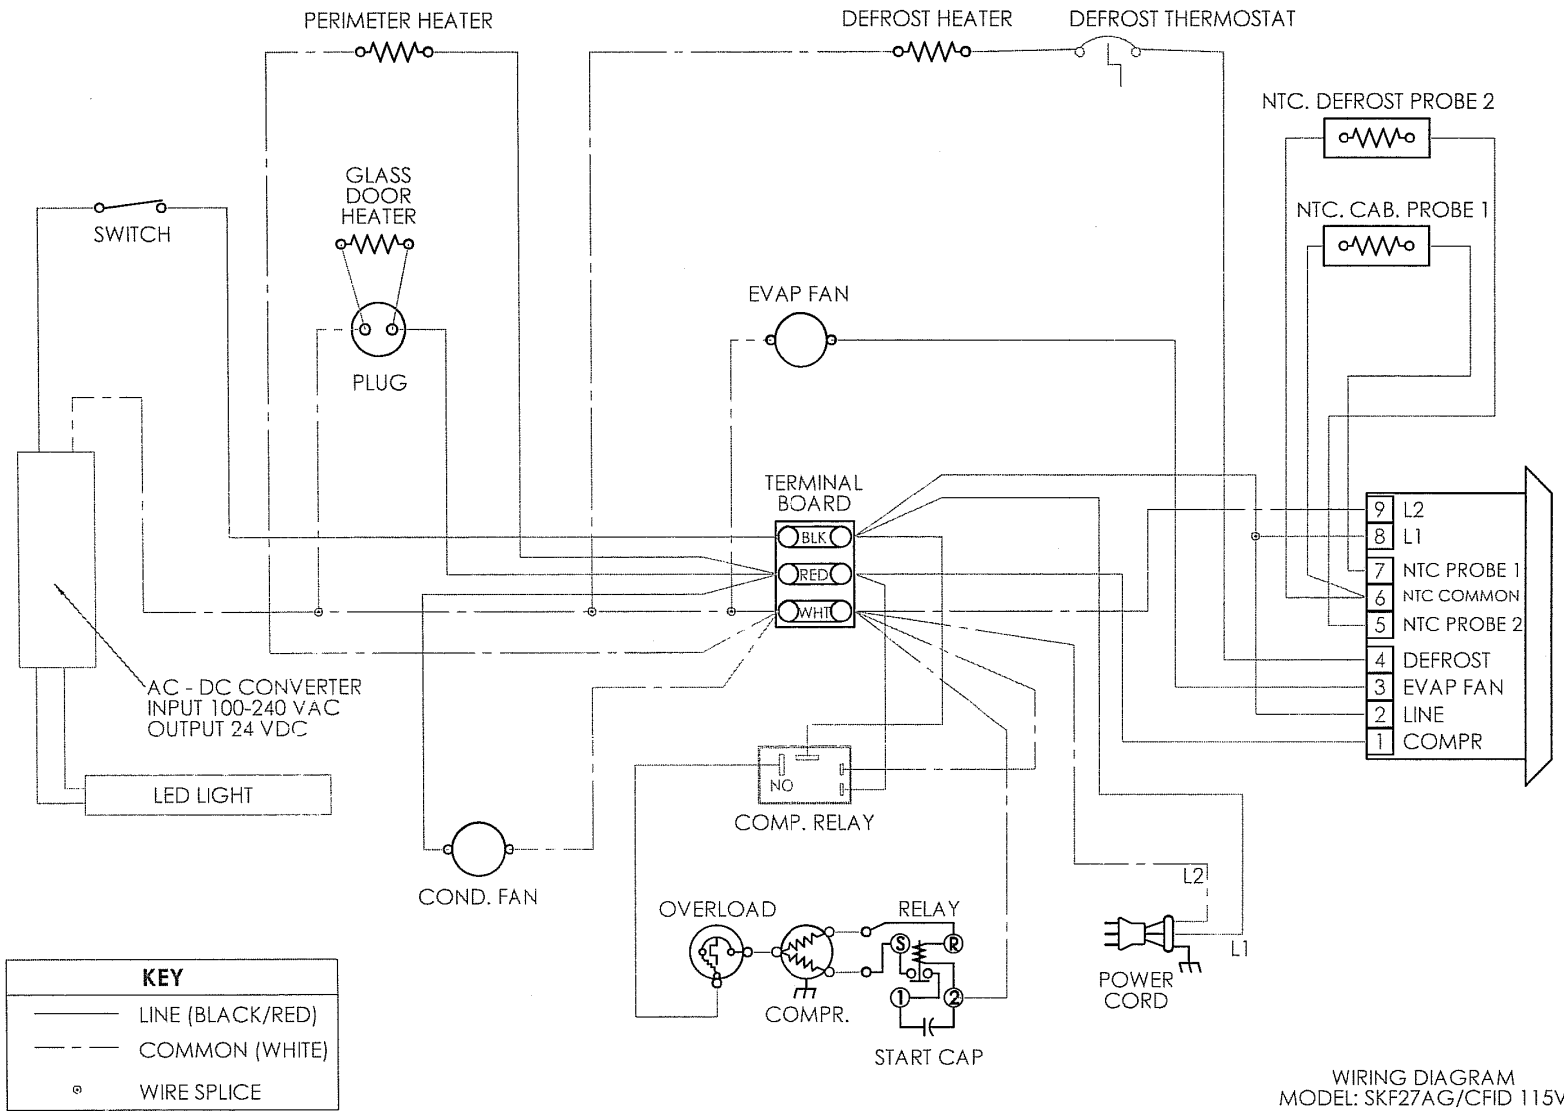 PERIMETER HEATER
DEFROST HEATER
DEFROST THERMOSTAT
NTC. DEFROST PROBE 2
GLASS
DOOR
HEATER
NTC. CAB. PROBE 1
SWITCH
EVAP FAN
PLUG
TERMINAL
BOARD
BLK
RED
WHT
9 L2
8 L1
7 NTC PROBE 1
6 NTC COMMON
5 NTC PROBE 2
4 DEFROST
3 EVAP FAN
2 LINE
1 COMPR
AC - DC CONVERTER
INPUT 100-240 VAC
OUTPUT 24 VDC
LED LIGHT
NO
COMP. RELAY
COND. FAN
L2
OVERLOAD
RELAY
S
R
L1
1
2
COMPR.
START CAP
POWER
CORD
KEY
LINE (BLACK/RED)
COMMON (WHITE)
WIRE SPLICE
WIRING DIAGRAM
MODEL: SKF27AG/CFID 115V